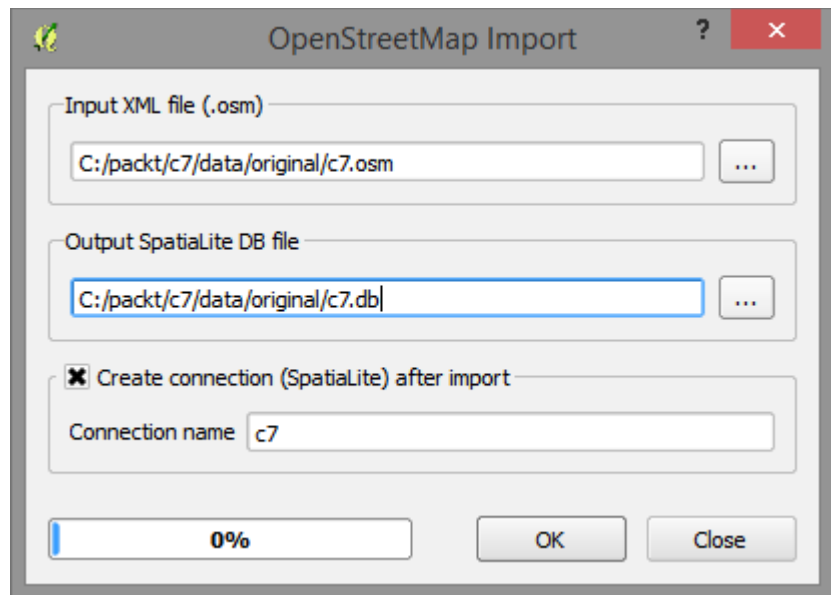 OpenStreetMap Import ? ×
Input XML file (.osm)
C:/packt/c7/data/original/c7.osm ...
Output SpatiaLite DB file
C:/packt/c7/data/original/c7.db ...
Create connection (SpatiaLite) after import
Connection name c7
0% OK Close